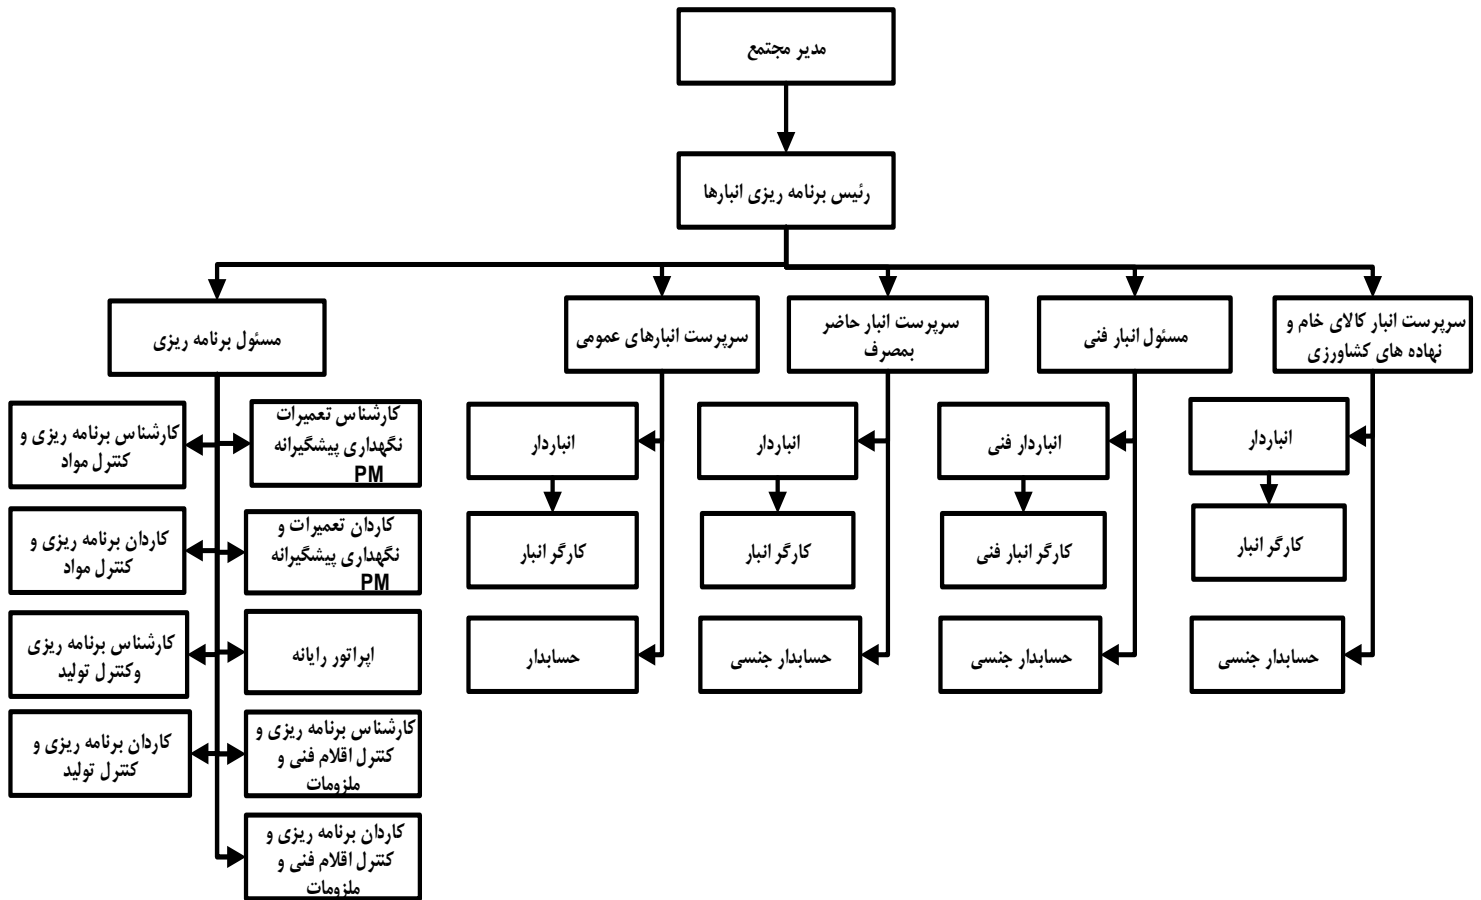 مدیر مجتمع
رئیس برنامه ریزی انبارها
سرپرست انبار کالای خام و
نهاده های کشاورزی
مسئول انبار فنی
سرپرست انبار حاضر
بمصرف
سرپرست انبارهای عمومی
مسئول برنامه ریزی
انباردار
کارگر انبار
حسابدار جنسی
انباردار فنی
کارگر انبار فنی
حسابدار جنسی
انباردار
کارگر انبار
حسابدار جنسی
انباردار
کارگر انبار
حسابدار
کارشناس تعمیرات
نگهداری پیشگیرانه
PM
کارشناس برنامه ریزی و
کنترل مواد
کاردان تعمیرات و
نگهداری پیشگیرانه
PM
کاردان برنامه ریزی و
کنترل مواد
اپراتور رایانه
کارشناس برنامه ریزی
وکنترل تولید
کارشناس برنامه ریزی و
کنترل اقلام فنی و
ملزومات
کاردان برنامه ریزی و
کنترل تولید
کاردان برنامه ریزی و
کنترل اقلام فنی و
ملزومات